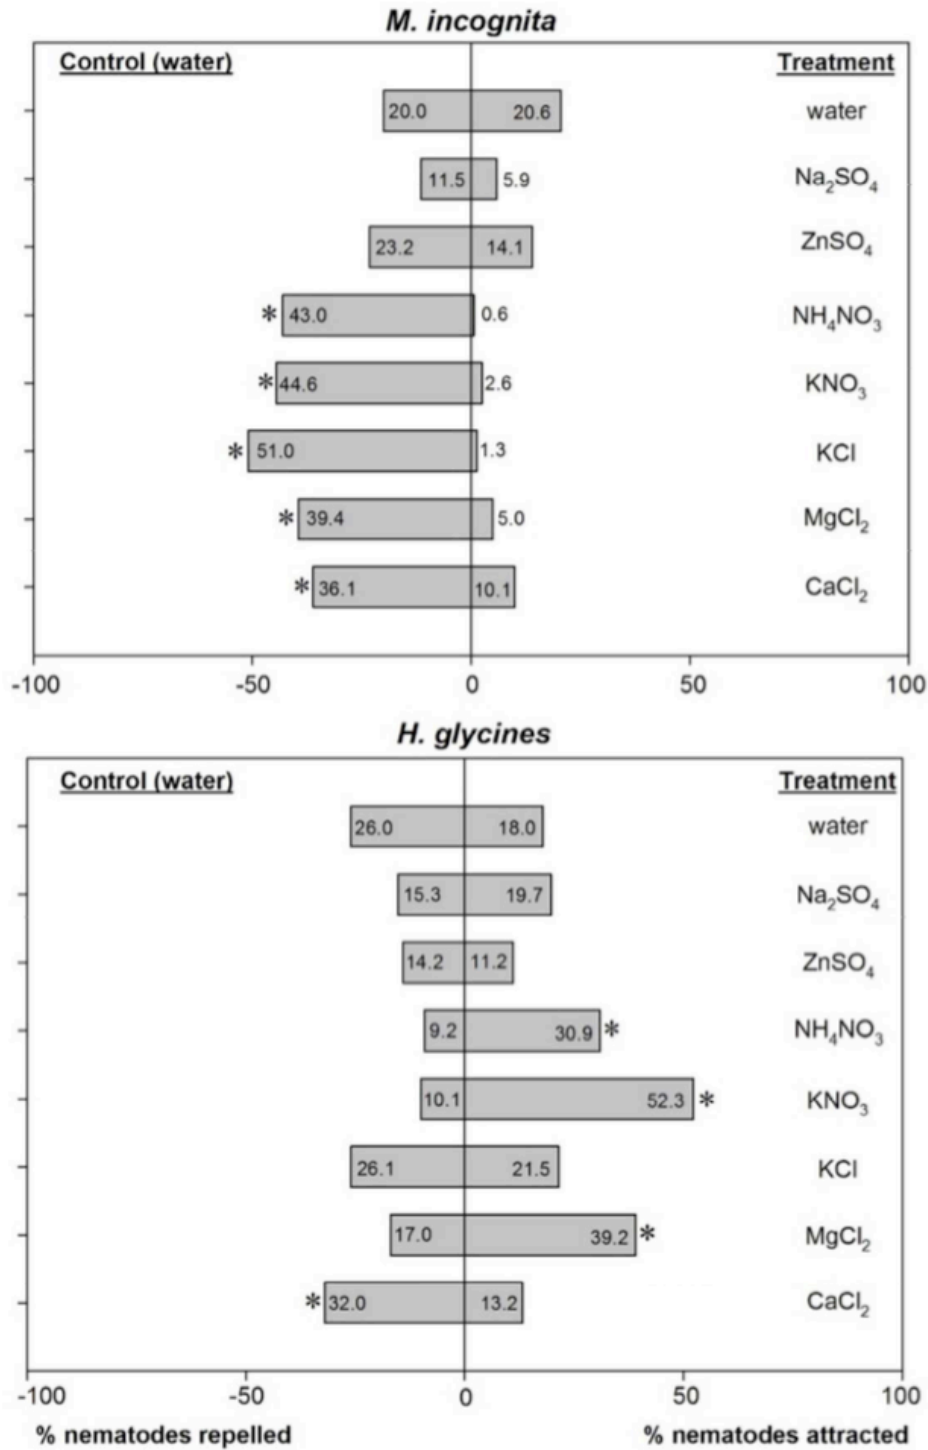 M. incognita
Control (water) Treatment
20.0 20.6 water
11.5 5.9 Na₂SO₄
23.2 14.1 ZnSO₄
* 43.0 0.6 NH₄NO₃
* 44.6 2.6 KNO₃
* 51.0 1.3 KCl
* 39.4 5.0 MgCl₂
* 36.1 10.1 CaCl₂
-100 -50 0 50 100
H. glycines
Control (water) Treatment
26.0 18.0 water
15.3 19.7 Na₂SO₄
14.2 11.2 ZnSO₄
9.2 30.9 * NH₄NO₃
10.1 52.3 * KNO₃
26.1 21.5 KCl
17.0 39.2 * MgCl₂
* 32.0 13.2 CaCl₂
-100 -50 0 50 100
% nematodes repelled % nematodes attracted